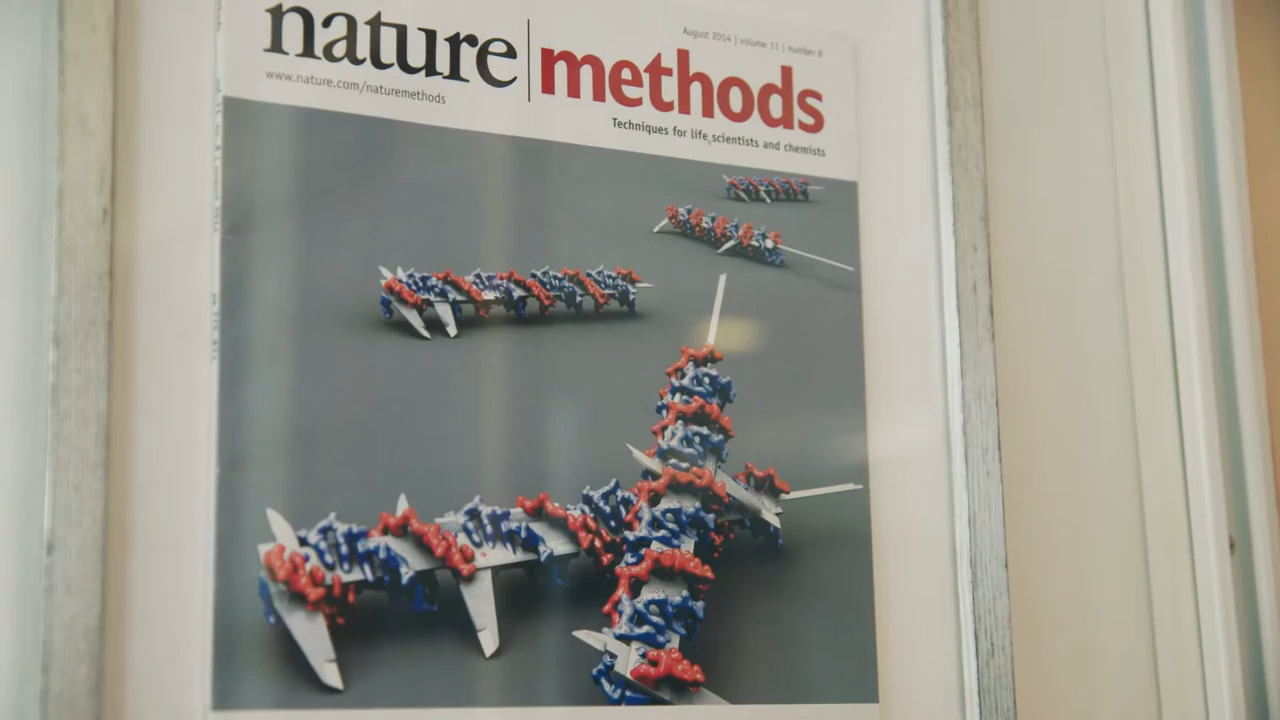 August 2014 | volume 11 | number 8
nature methods
www.nature.com/naturemethods
Techniques for life scientists and chemists